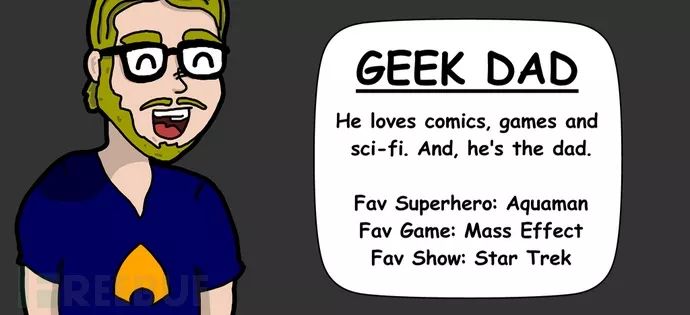 GEEK DAD
He loves comics, games and
sci-fi. And, he's the dad.
Fav Superhero: Aquaman
Fav Game: Mass Effect
Fav Show: Star Trek
FREEBUF